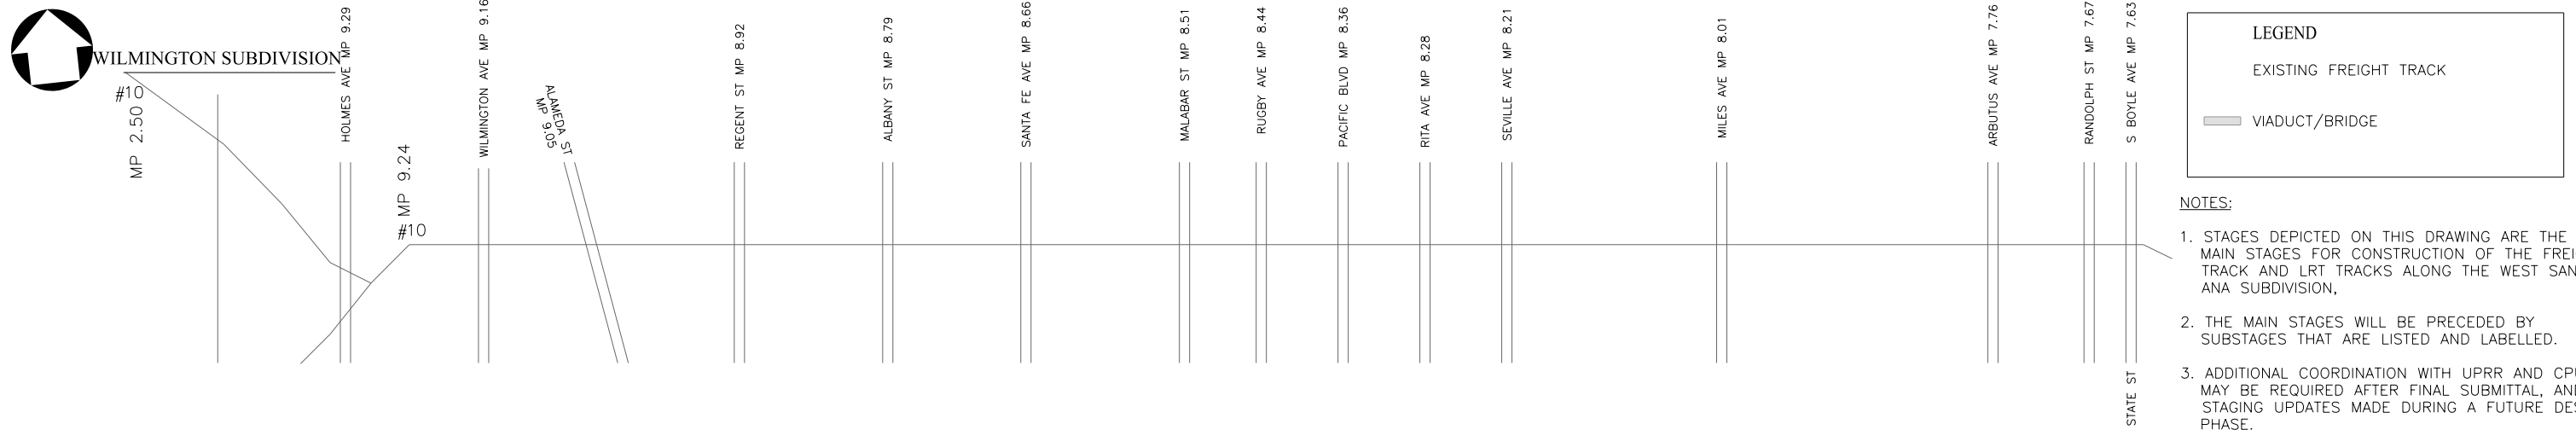 WILMINGTON SUBDIVISION
#10
MP 2.50
HOLMES AVE MP 9.29
MP 9.24
#10
WILMINGTON AVE MP 9.16
ALAMEDA ST
MP 9.05
REGENT ST MP 8.92
ALBANY ST MP 8.79
SANTA FE AVE MP 8.66
MALABAR ST MP 8.51
RUGBY AVE MP 8.44
PACIFIC BLVD MP 8.36
RITA AVE MP 8.28
SEVILLE AVE MP 8.21
MILES AVE MP 8.01
ARBUTUS AVE MP 7.76
RANDOLPH ST MP 7.67
S BOYLE AVE MP 7.63
STATE ST
LEGEND
EXISTING FREIGHT TRACK
VIADUCT/BRIDGE
NOTES:
1. STAGES DEPICTED ON THIS DRAWING ARE THE
MAIN STAGES FOR CONSTRUCTION OF THE FREI
TRACK AND LRT TRACKS ALONG THE WEST SAN
ANA SUBDIVISION,
2. THE MAIN STAGES WILL BE PRECEDED BY
SUBSTAGES THAT ARE LISTED AND LABELLED.
3. ADDITIONAL COORDINATION WITH UPRR AND CP
MAY BE REQUIRED AFTER FINAL SUBMITTAL, AN
STAGING UPDATES MADE DURING A FUTURE DES
PHASE.